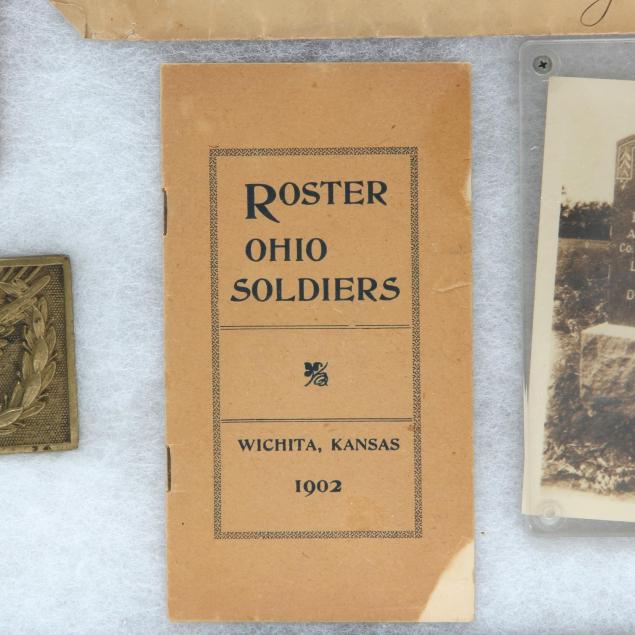 ROSTER
OHIO
SOLDIERS
WICHITA, KANSAS
1902